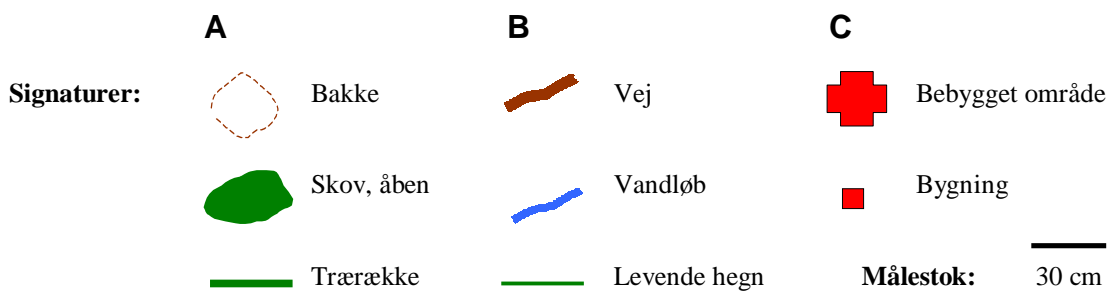 A B C
Signaturer: Bakke Vej Bebygget område
Skov, åben Vandløb Bygning
Trærække Levende hegn Målestok: 30 cm